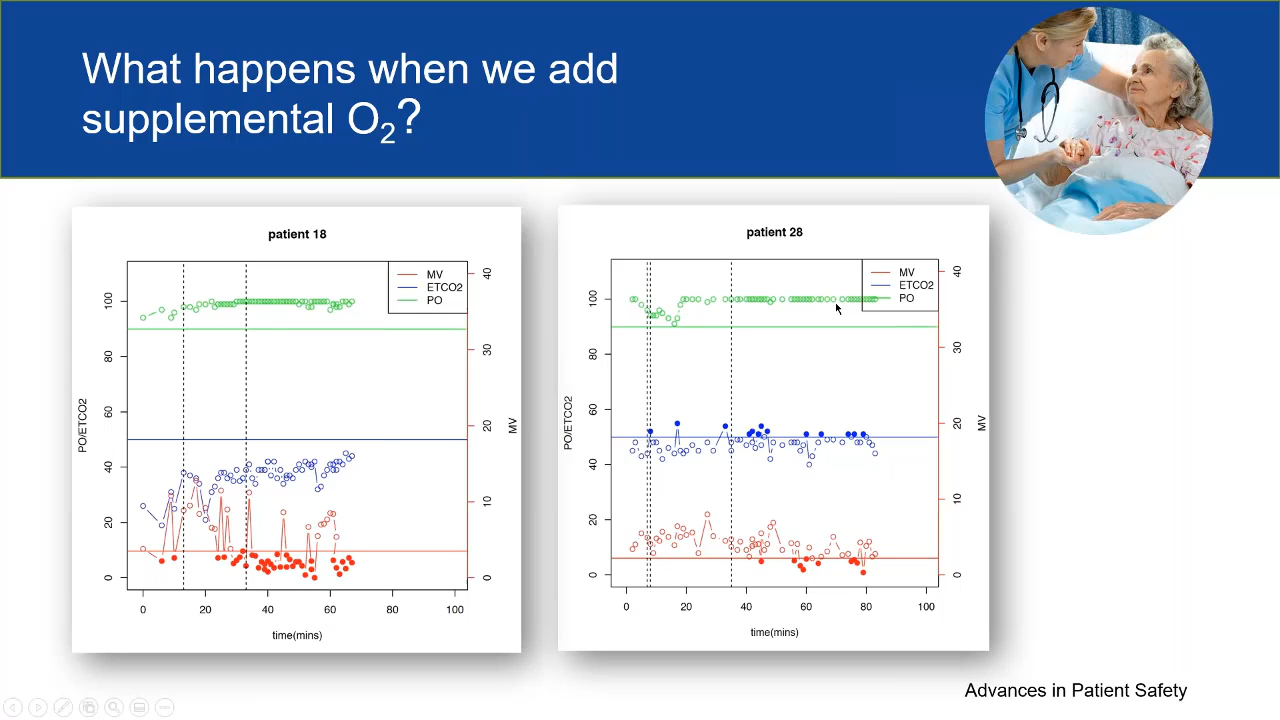 What happens when we add
supplemental O2?
patient 18
MV
ETCO2
PO
40
30
20
10
0
MV
100
80
60
40
20
0
PO/ETCO2
0 20 40 60 80 100
time(mins)
patient 28
MV
ETCO2
PO
40
30
20
10
0
MV
100
80
60
40
20
0
PO/ETCO2
0 20 40 60 80 100
time(mins)
Advances in Patient Safety